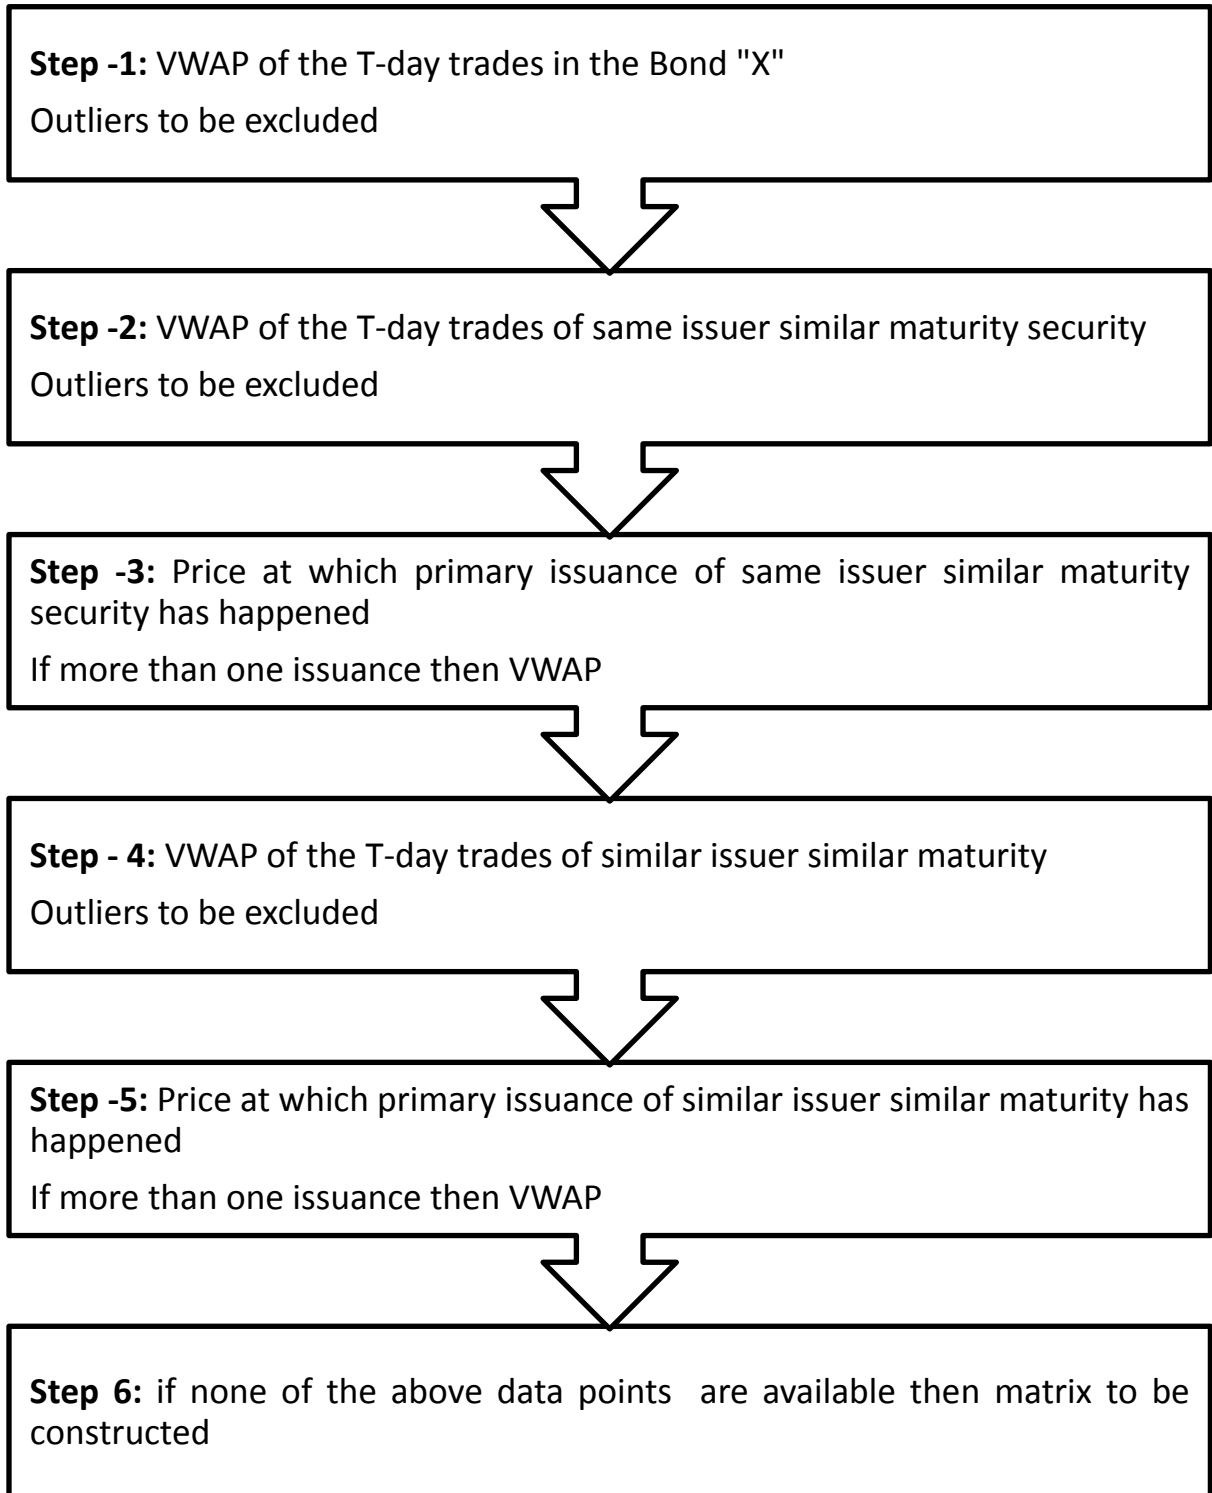 Step -1: VWAP of the T-day trades in the Bond "X"
Outliers to be excluded
Step -2: VWAP of the T-day trades of same issuer similar maturity security
Outliers to be excluded
Step -3: Price at which primary issuance of same issuer similar maturity
security has happened
If more than one issuance then VWAP
Step - 4: VWAP of the T-day trades of similar issuer similar maturity
Outliers to be excluded
Step -5: Price at which primary issuance of similar issuer similar maturity has
happened
If more than one issuance then VWAP
Step 6: if none of the above data points are available then matrix to be
constructed